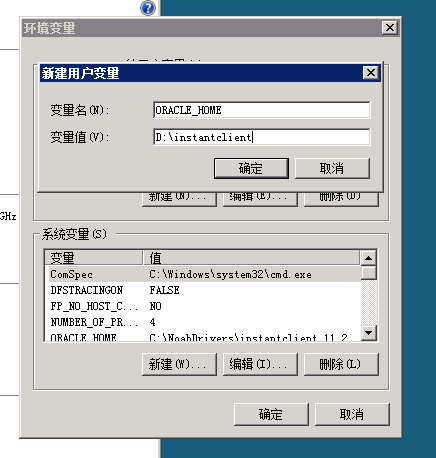 环境变量
新建用户变量
变量名(N):
ORACLE_HOME
变量值(V):
D:\instantclient
确定
取消
新建(N)...
编辑(E)...
删除(D)
GHz
系统变量(S)
变量
值
ComSpec
C:\Windows\system32\cmd.exe
DFSTRACINGON
FALSE
FP_NO_HOST_C...
NO
NUMBER_OF_PR...
4
ORACLE_HOME
C:\NoahDrivers\instantclient_11_2
新建(W)...
编辑(I)...
删除(L)
确定
取消